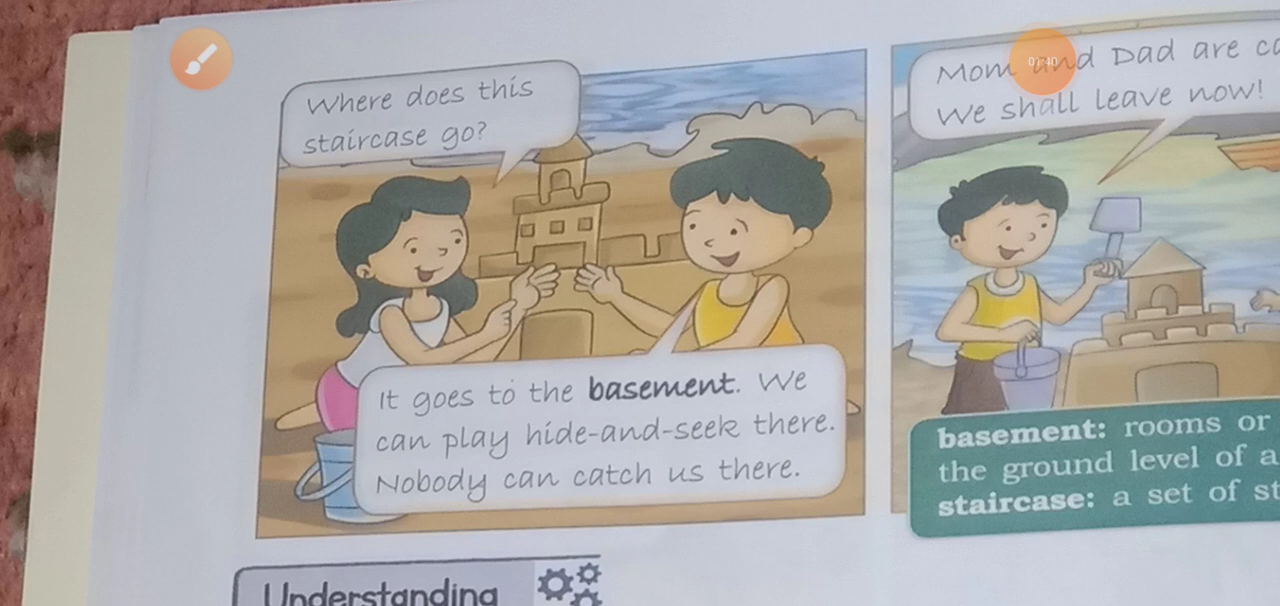 Where does this
staircase go?
It goes to the basement. We
can play hide-and-seek there.
Nobody can catch us there.
Mom and Dad are
We shall leave now!
01:40
basement: rooms or
the ground level of a
staircase: a set of
Understanding